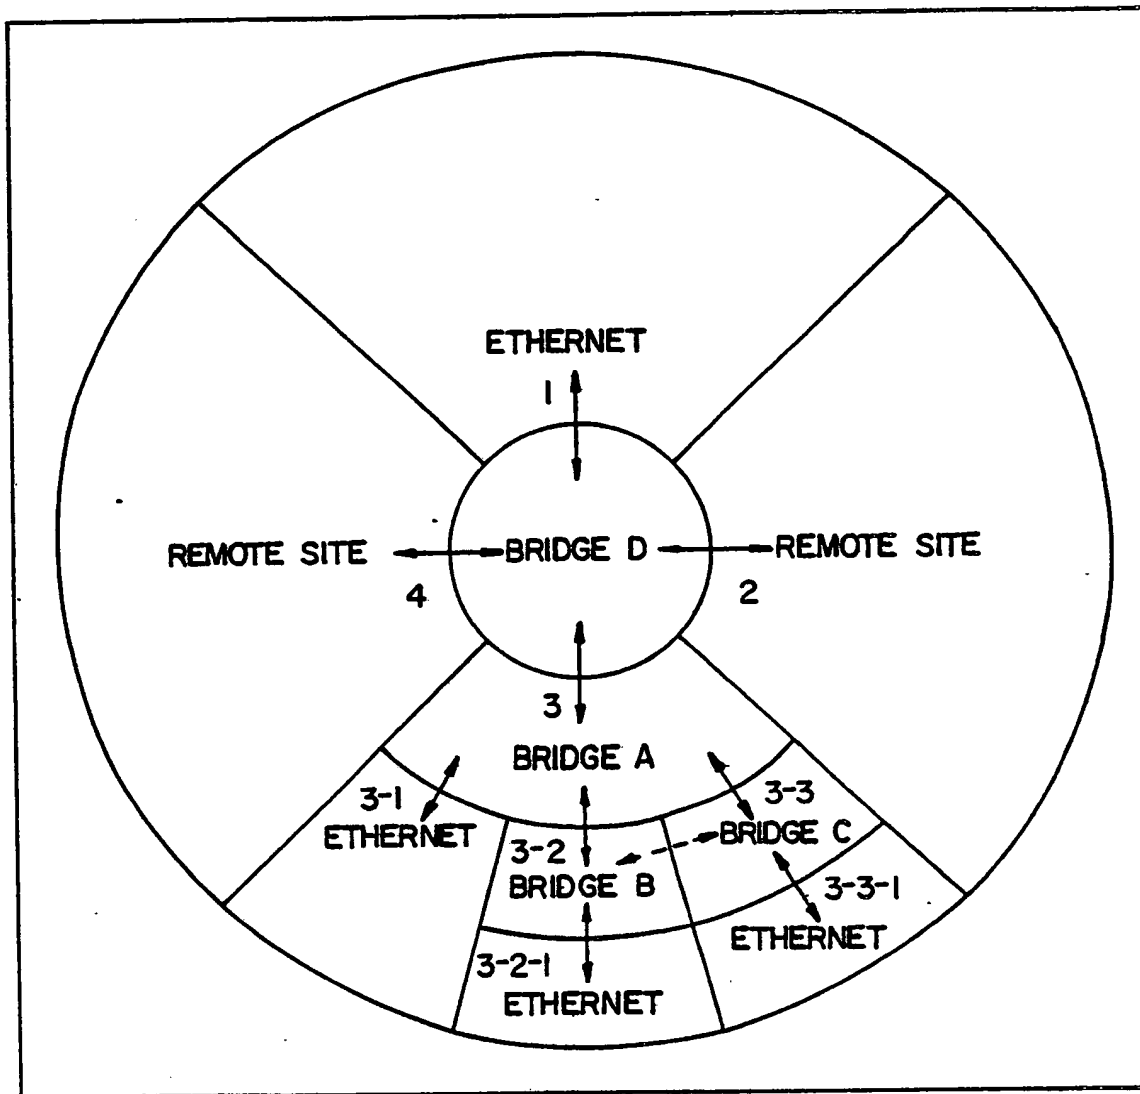 ETHERNET
1
REMOTE SITE
BRIDGE D
REMOTE SITE
4
2
3
BRIDGE A
3-1
3-3
ETHERNET
BRIDGE C
3-2
BRIDGE B
3-3-1
ETHERNET
3-2-1
ETHERNET